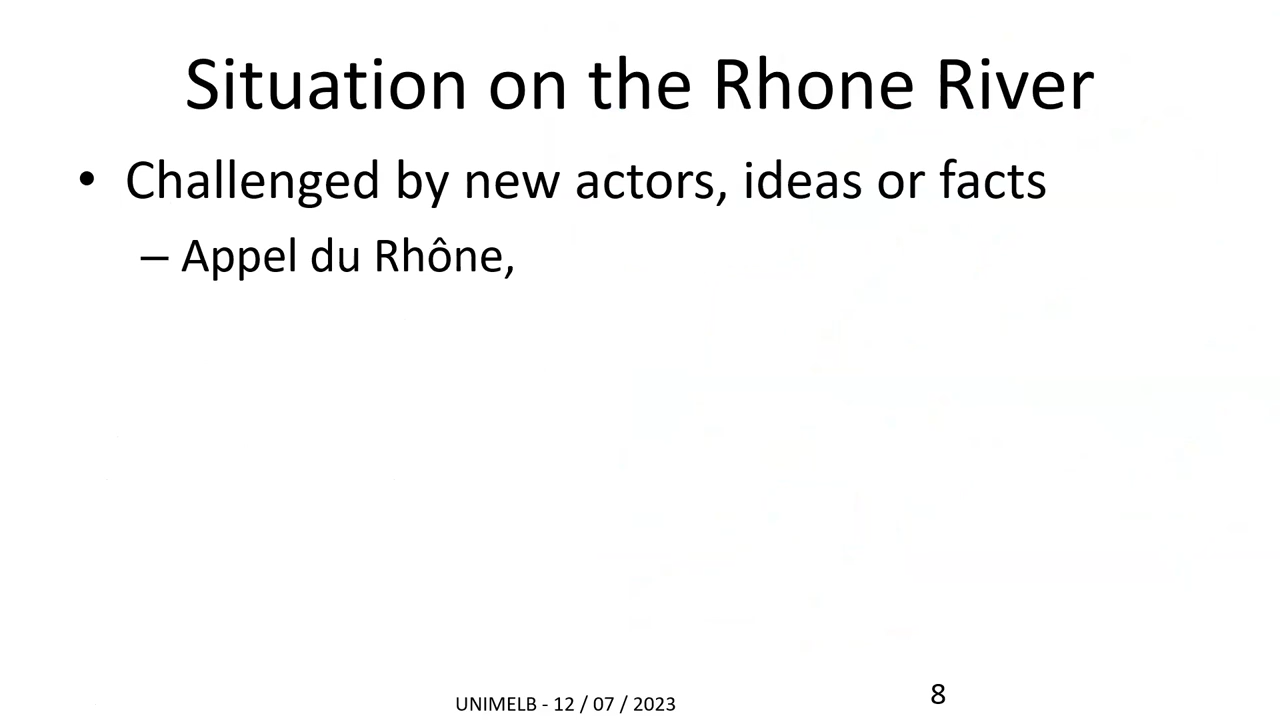 Situation on the Rhone River
• Challenged by new actors, ideas or facts
– Appel du Rhône,
UNIMELB - 12 / 07 / 2023
8